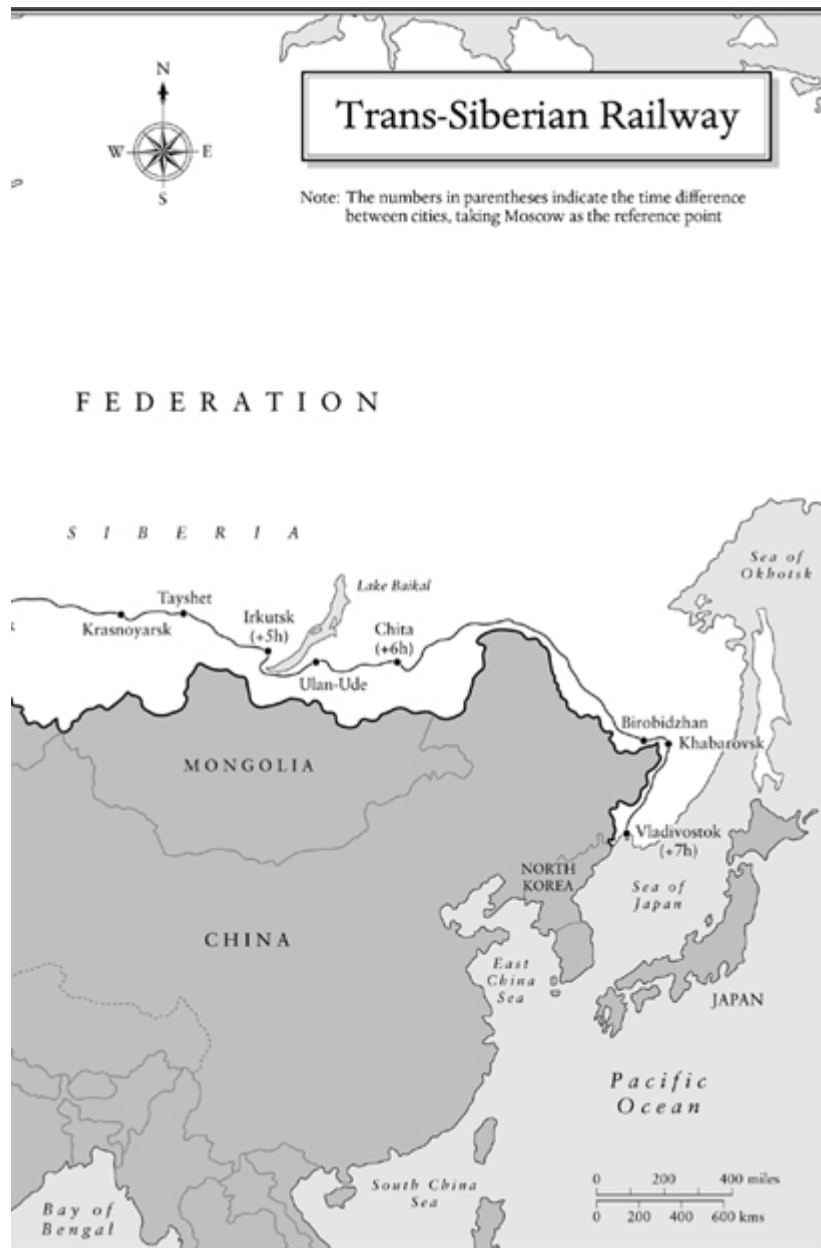 N
W E
S
Trans-Siberian Railway
Note: The numbers in parentheses indicate the time difference
between cities, taking Moscow as the reference point
FEDERATION
SIBERIA
Sea of
Okhotsk
Lake Baikal
Tayshet
Krasnoyarsk
Irkutsk
(+5h)
Chita
(+6h)
Ulan-Ude
Birobidzhan
Khabarovsk
MONGOLIA
Vladivostok
(+7h)
NORTH
KOREA
Sea of
Japan
CHINA
East
China
Sea
JAPAN
Pacific
Ocean
South China
Sea
Bay of
Bengal
0 200 400 miles
0 200 400 600 kms